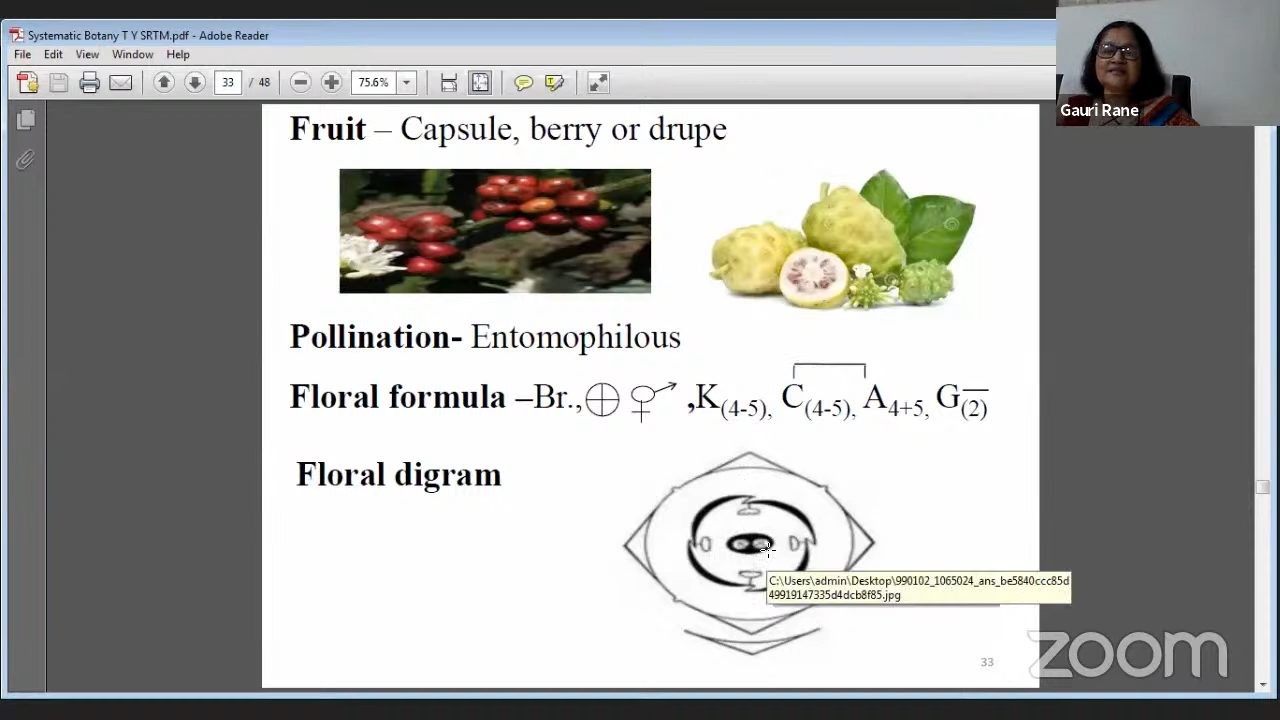 Systematic Botany T Y SRTM.pdf - Adobe Reader
File Edit View Window Help
33 / 48 75.6%
Gauri Rane
Fruit – Capsule, berry or drupe
Pollination- Entomophilous
Floral formula –Br.,⊕ ⚥ ,K(4-5), C(4-5), A4+5, G(2)
Floral digram
C:\Users\admin\Desktop\990102_1065024_ans_be5840ccc85d
49919147335d4dcb8f85.jpg
33
zoom